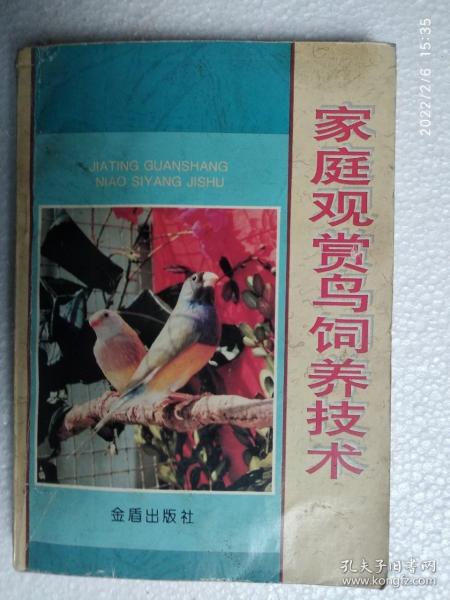 2022/2/6 15:35
JIATING GUANSHANG
NIAO SIYANG JISHU
家庭观赏鸟饲养技术
金盾出版社
孔夫子旧书网
www.kongfz.com